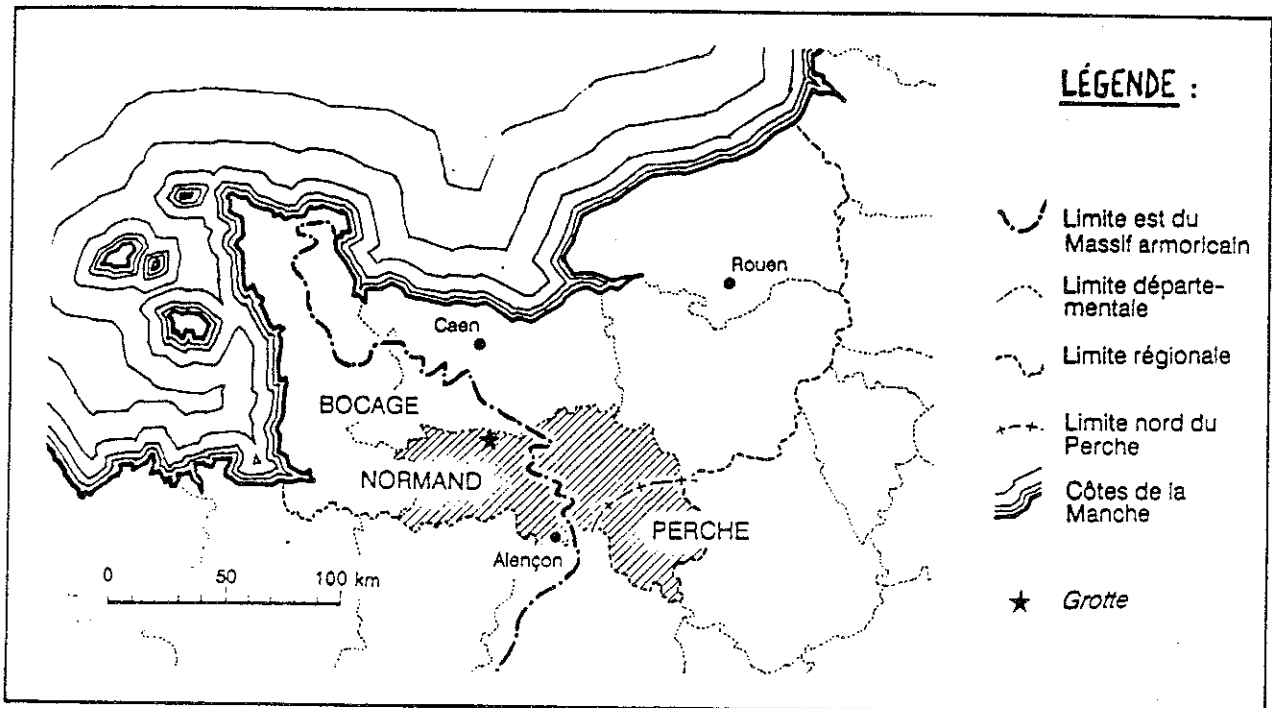 LÉGENDE :
Limite est du
Massif armoricain
Limite départe-
mentale
Limite régionale
Limite nord du
Perche
Côtes de la
Manche
Grotte
Rouen
Caen
BOCAGE
NORMAND
PERCHE
Alençon
0 50 100 km